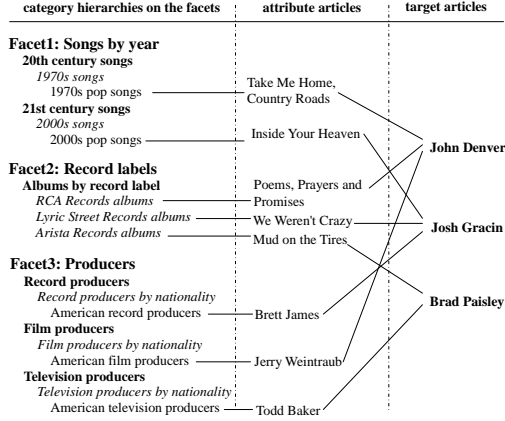 category hierarchies on the facets
attribute articles
target articles
Facet1: Songs by year
20th century songs
1970s songs
1970s pop songs
21st century songs
2000s songs
2000s pop songs
Facet2: Record labels
Albums by record label
RCA Records albums
Lyric Street Records albums
Arista Records albums
Facet3: Producers
Record producers
Record producers by nationality
American record producers
Film producers
Film producers by nationality
American film producers
Television producers
Television producers by nationality
American television producers
Take Me Home,
Country Roads
Inside Your Heaven
Poems, Prayers and
Promises
We Weren't Crazy
Mud on the Tires
Brett James
Jerry Weintraub
Todd Baker
John Denver
Josh Gracin
Brad Paisley